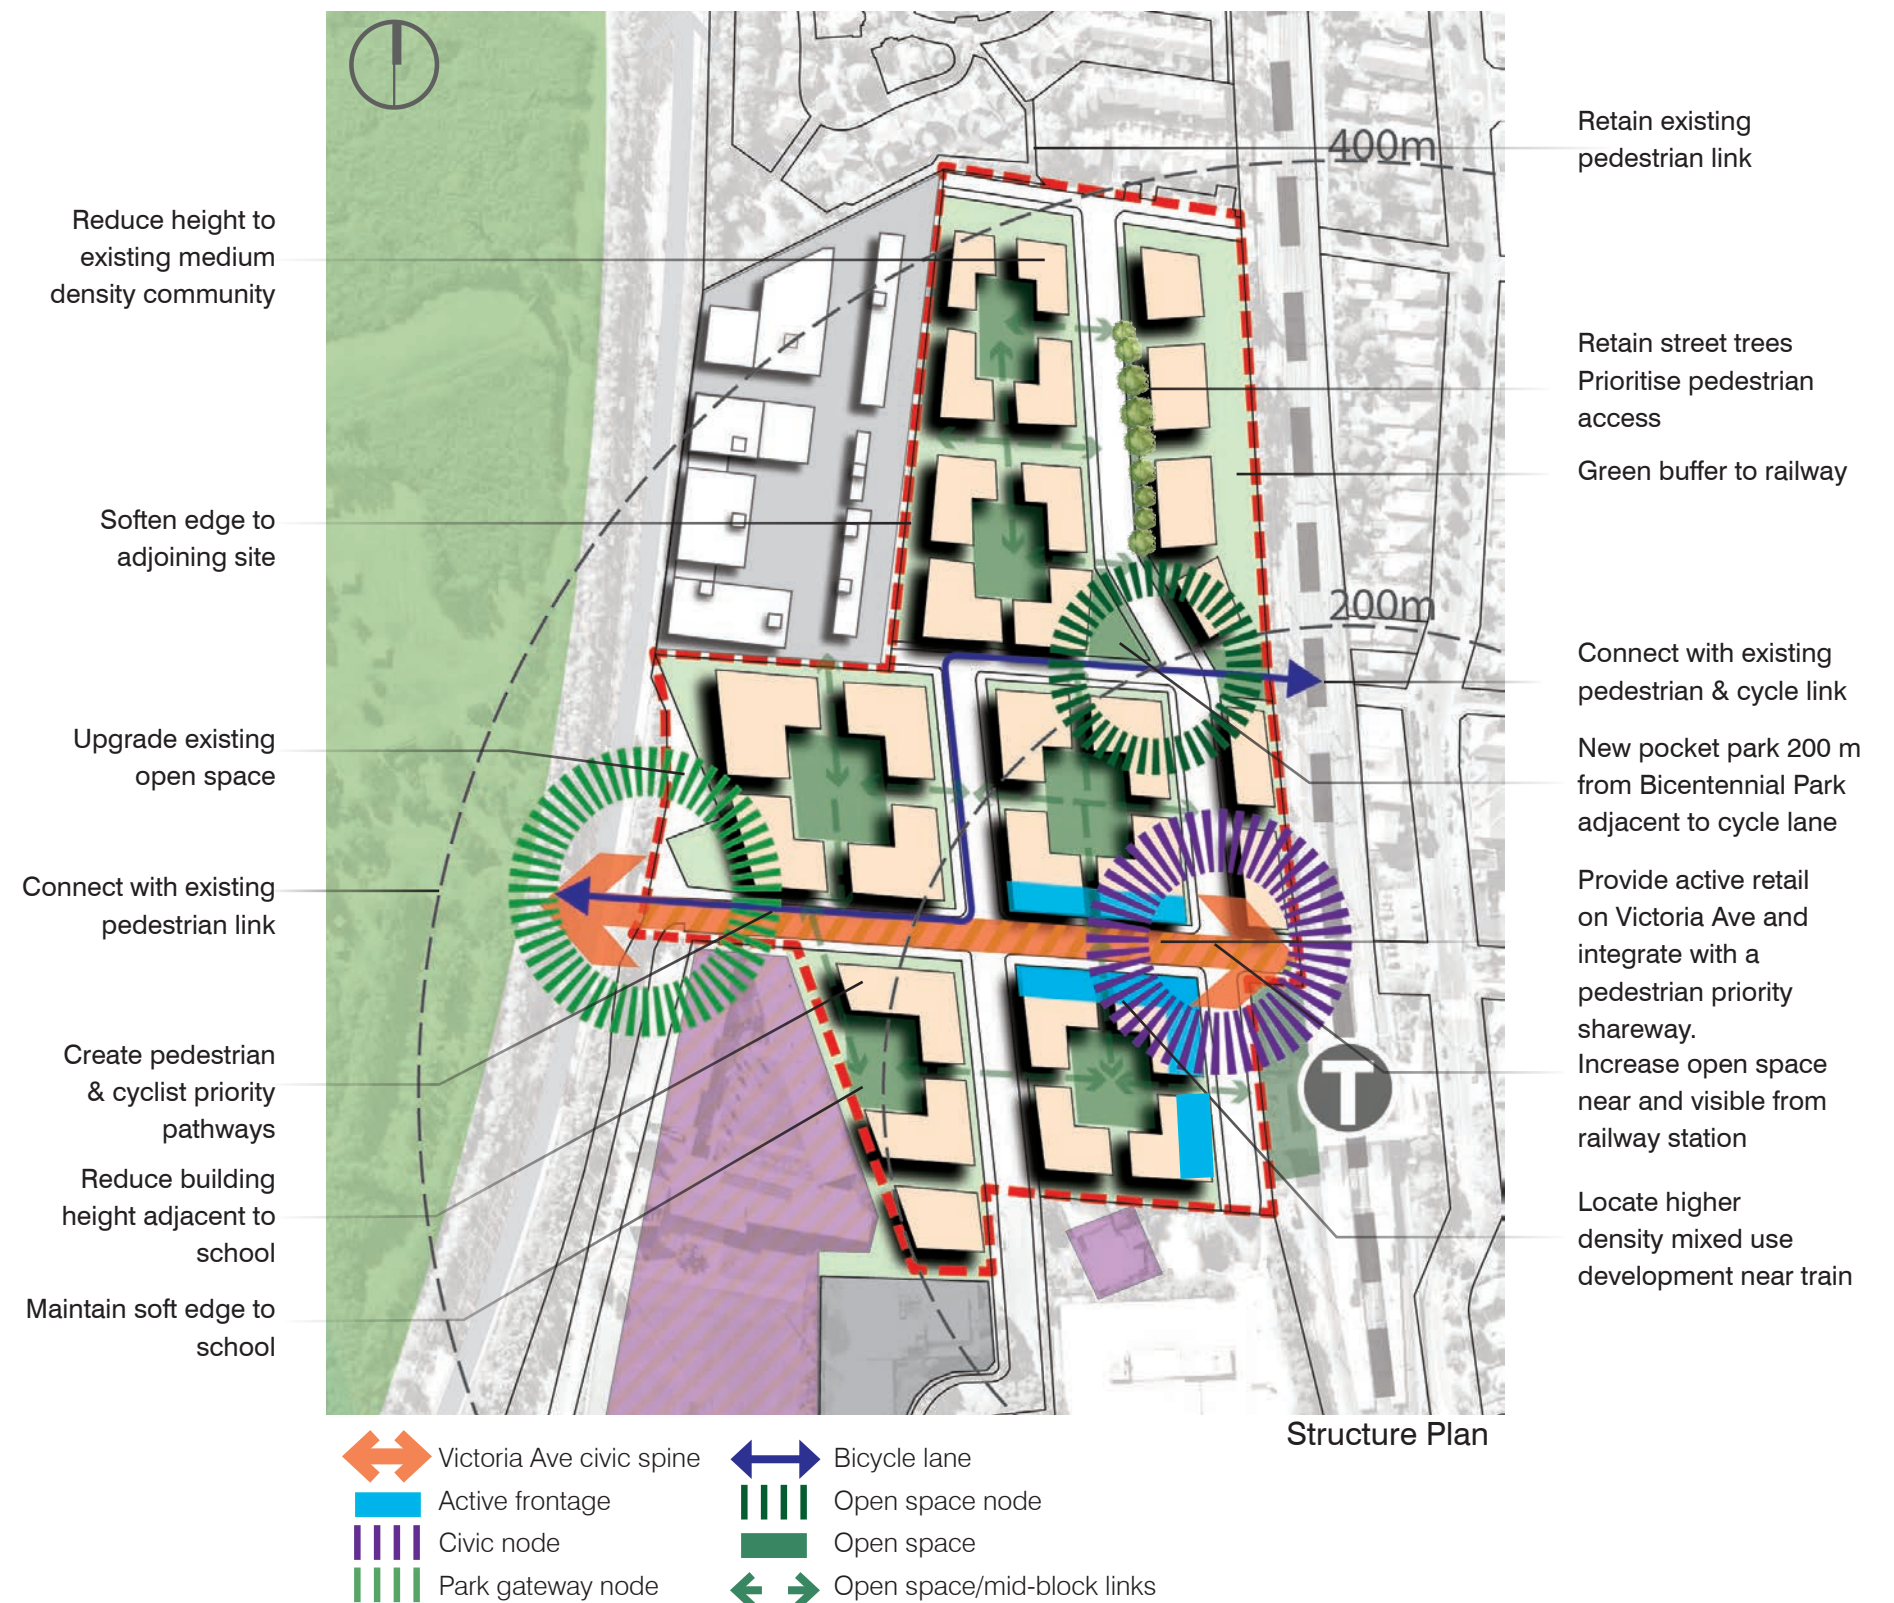 Reduce height to
existing medium
density community
Soften edge to
adjoining site
Upgrade existing
open space
Connect with existing
pedestrian link
Create pedestrian
& cyclist priority
pathways
Reduce building
height adjacent to
school
Maintain soft edge to
school
400m
200m
T
Retain existing
pedestrian link
Retain street trees
Prioritise pedestrian
access
Green buffer to railway
Connect with existing
pedestrian & cycle link
New pocket park 200 m
from Bicentennial Park
adjacent to cycle lane
Provide active retail
on Victoria Ave and
integrate with a
pedestrian priority
shareway.
Increase open space
near and visible from
railway station
Locate higher
density mixed use
development near train
Structure Plan
Victoria Ave civic spine
Active frontage
Civic node
Park gateway node
Bicycle lane
Open space node
Open space
Open space/mid-block links